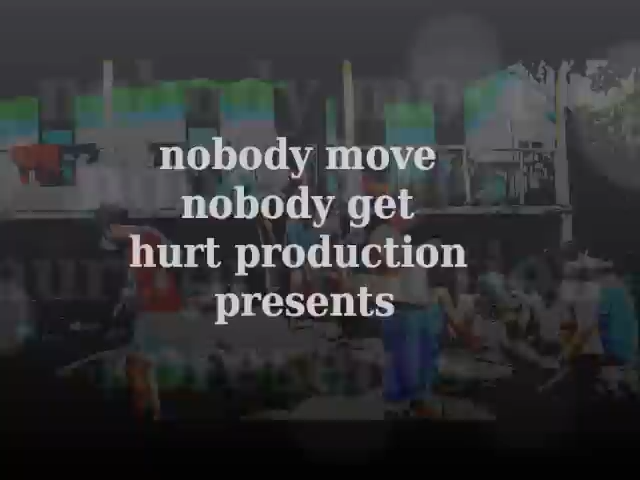 nobody move
nobody get
hurt production
presents